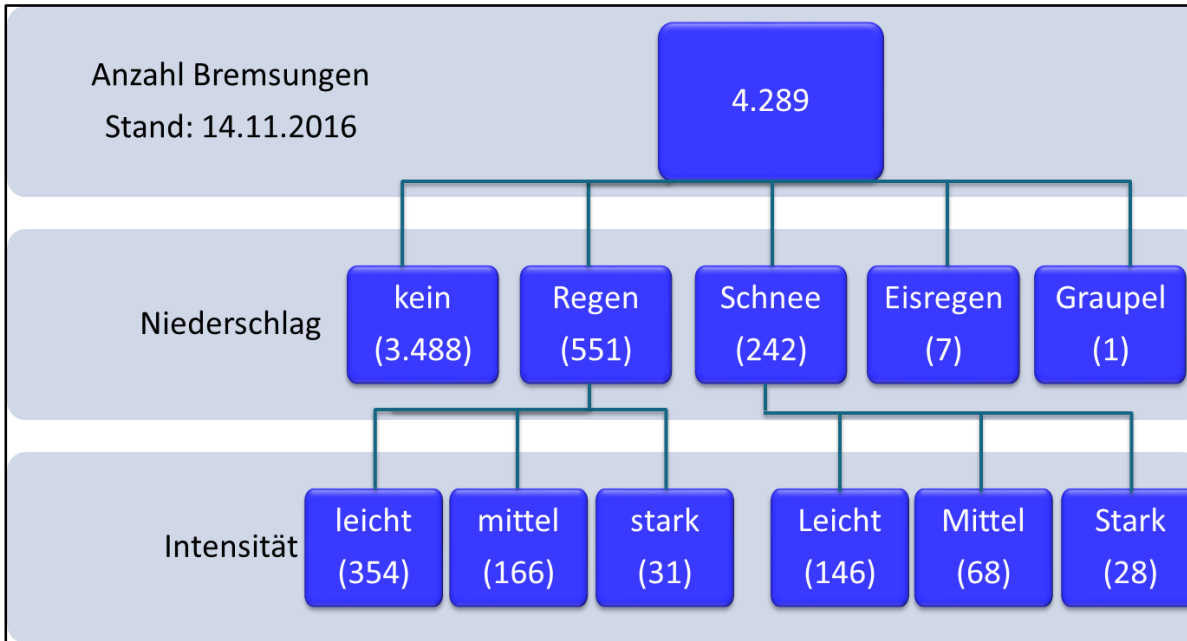 Anzahl Bremsungen
Stand: 14.11.2016
4.289
Niederschlag
kein
(3.488)
Regen
(551)
Schnee
(242)
Eisregen
(7)
Graupel
(1)
Intensität
leicht
(354)
mittel
(166)
stark
(31)
Leicht
(146)
Mittel
(68)
Stark
(28)